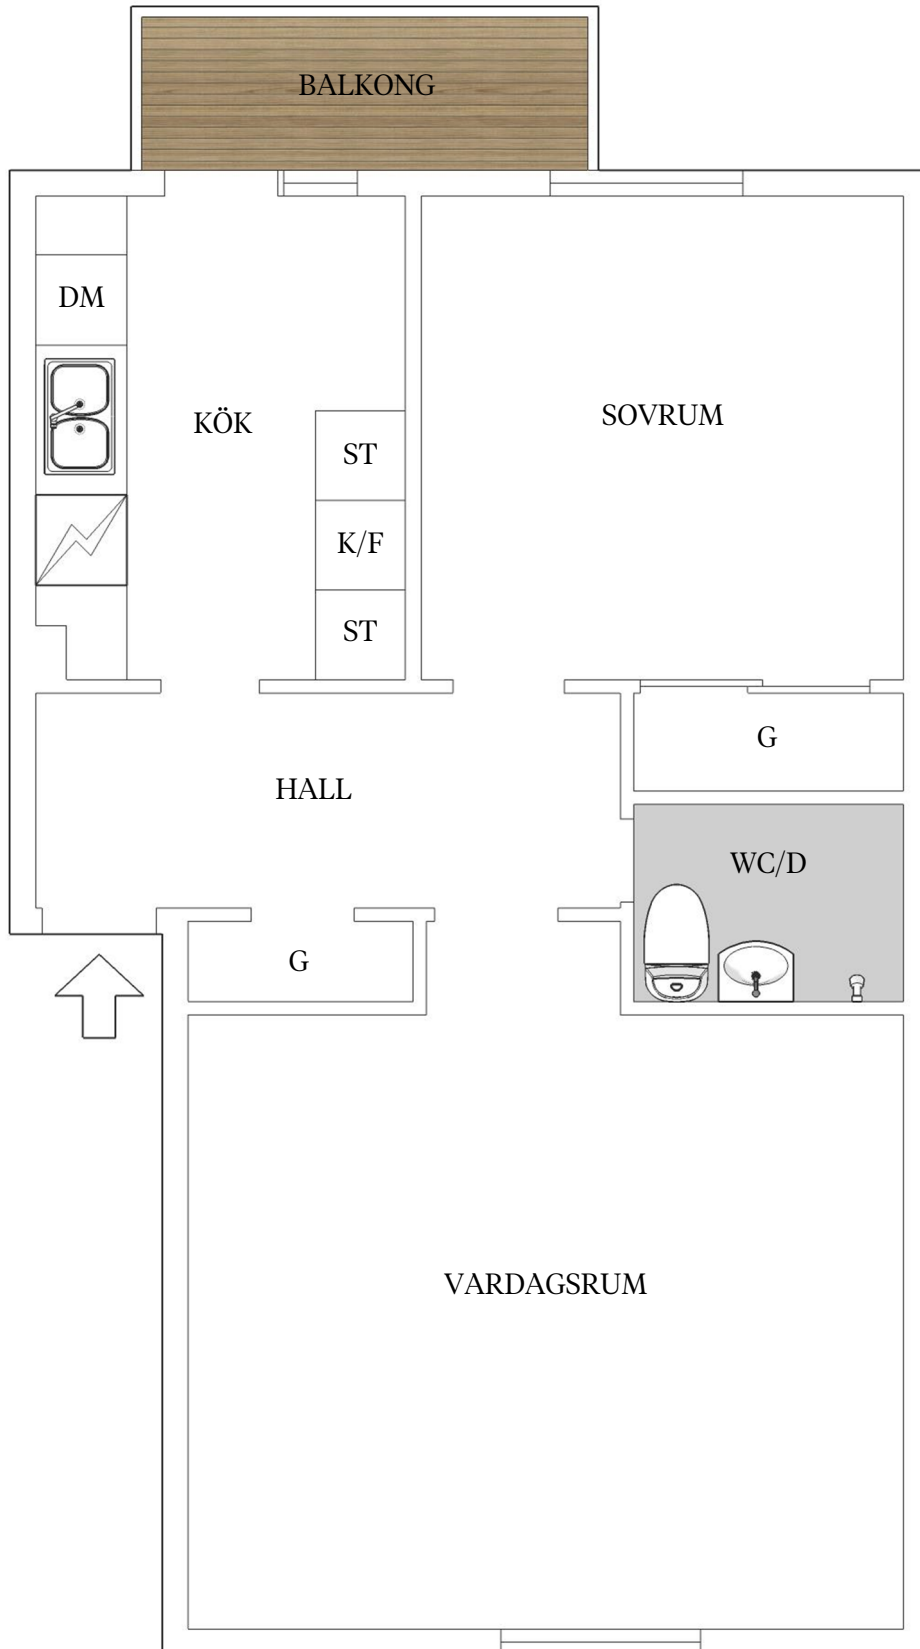 BALKONG
DM
KÖK
SOVRUM
ST
K/F
ST
G
HALL
WC/D
G
VARDAGSRUM